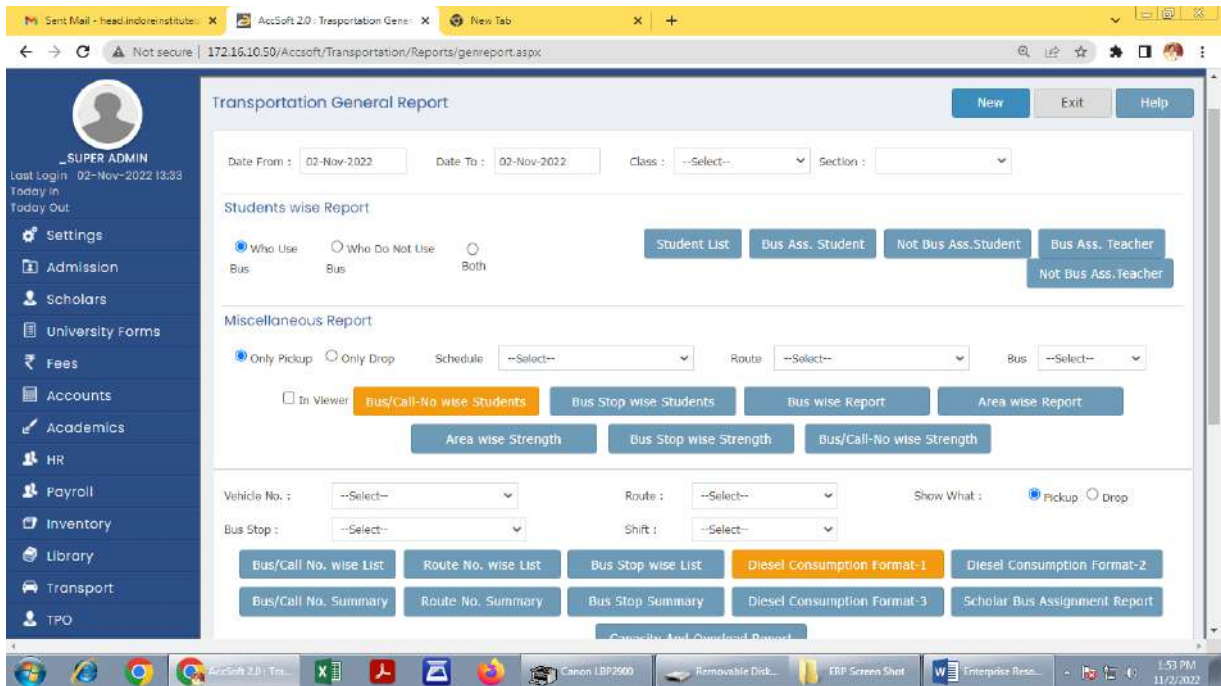 Sent Mail - head.indoreinstitute
AccSoft 2.0 : Trasportation Gene
New Tab
Not secure | 172.16.10.50/Accsoft/Transportation/Reports/genreport.aspx
_SUPER ADMIN
Last Login 02-Nov-2022 13:33
Today In
Today Out
Settings
Admission
Scholars
University Forms
Fees
Accounts
Academics
HR
Payroll
Inventory
Library
Transport
TPO
Transportation General Report
New Exit Help
Date From : 02-Nov-2022 Date To : 02-Nov-2022 Class : --Select-- Section :
Students wise Report
Who Use Bus Who Do Not Use Bus Both
Student List Bus Ass. Student Not Bus Ass.Student Bus Ass. Teacher
Not Bus Ass.Teacher
Miscellaneous Report
Only Pickup Only Drop Schedule --Select-- Route --Select-- Bus --Select--
In Viewer Bus/Call-No wise Students Bus Stop wise Students Bus wise Report Area wise Report
Area wise Strength Bus Stop wise Strength Bus/Call-No wise Strength
Vehicle No. : --Select-- Route : --Select-- Show What : Pickup Drop
Bus Stop : --Select-- Shift : --Select--
Bus/Call No. wise List Route No. wise List Bus Stop wise List Diesel Consumption Format-1 Diesel Consumption Format-2
Bus/Call No. Summary Route No. Summary Bus Stop Summary Diesel Consumption Format-3 Scholar Bus Assignment Report
Capacity And Overload Report
AccSoft 2.0 : Tra... Canon LBP2900 Removable Disk... ERP Screen Shot Enterprise Reso...
1:53 PM
11/2/2022